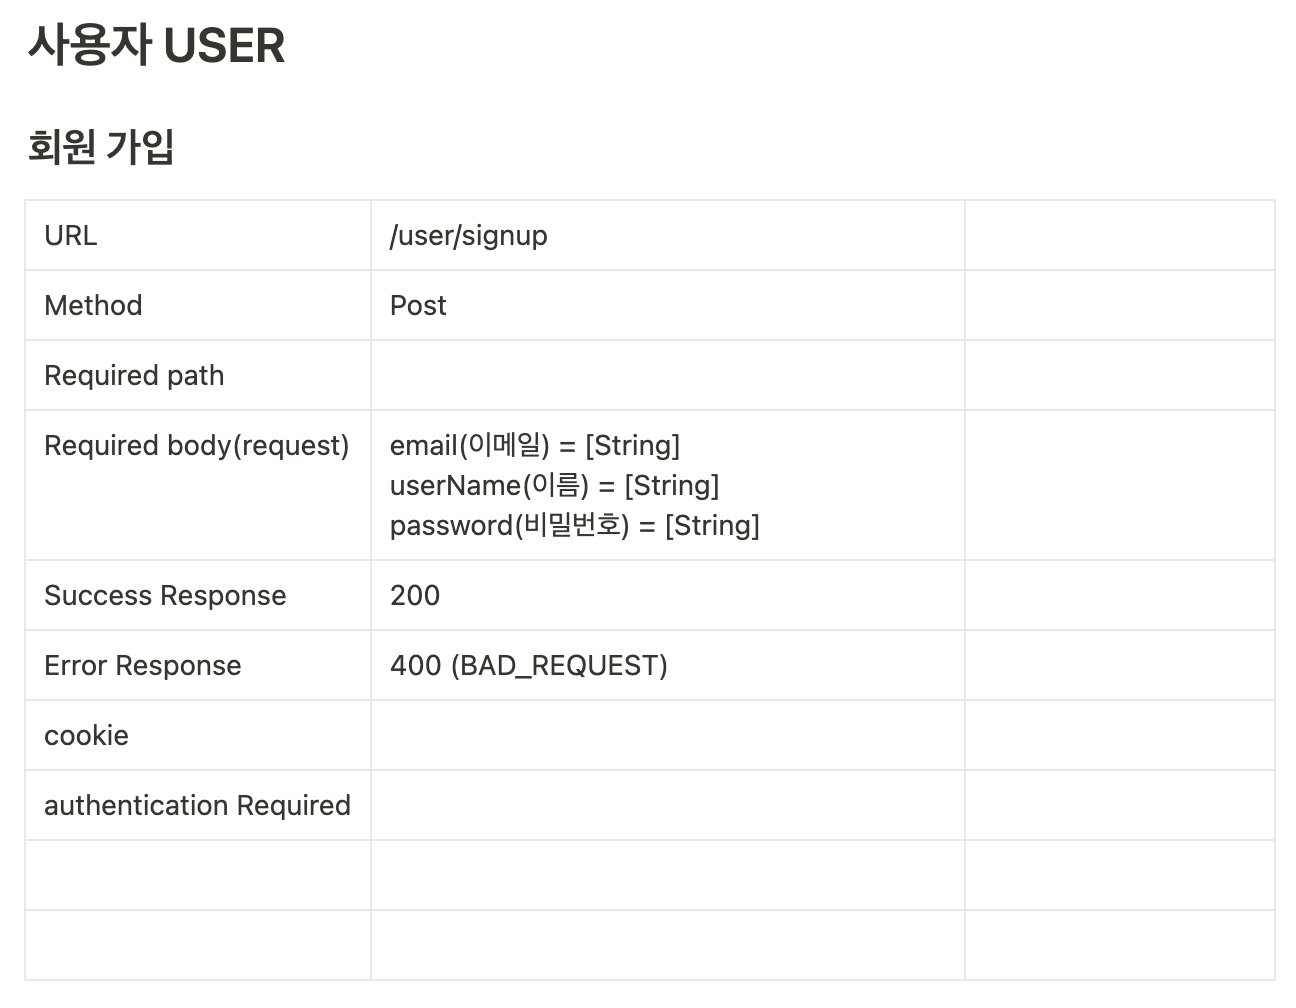 사용자 USER
회원 가입
URL /user/signup
Method Post
Required path
Required body(request) email(이메일) = [String]
userName(이름) = [String]
password(비밀번호) = [String]
Success Response 200
Error Response 400 (BAD_REQUEST)
cookie
authentication Required